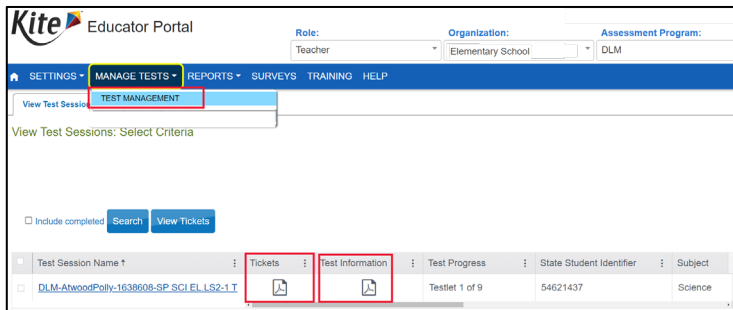 Kite Educator Portal
Role: Organization: Assessment Program:
Teacher Elementary School DLM
SETTINGS MANAGE TESTS REPORTS SURVEYS TRAINING HELP
View Test Session TEST MANAGEMENT
View Test Sessions: Select Criteria
Include completed Search View Tickets
Test Session Name Tickets Test Information Test Progress State Student Identifier Subject
DLM-AtwoodPolly-1638608-SP SCI EL.LS2-1 T Testlet 1 of 9 54621437 Science